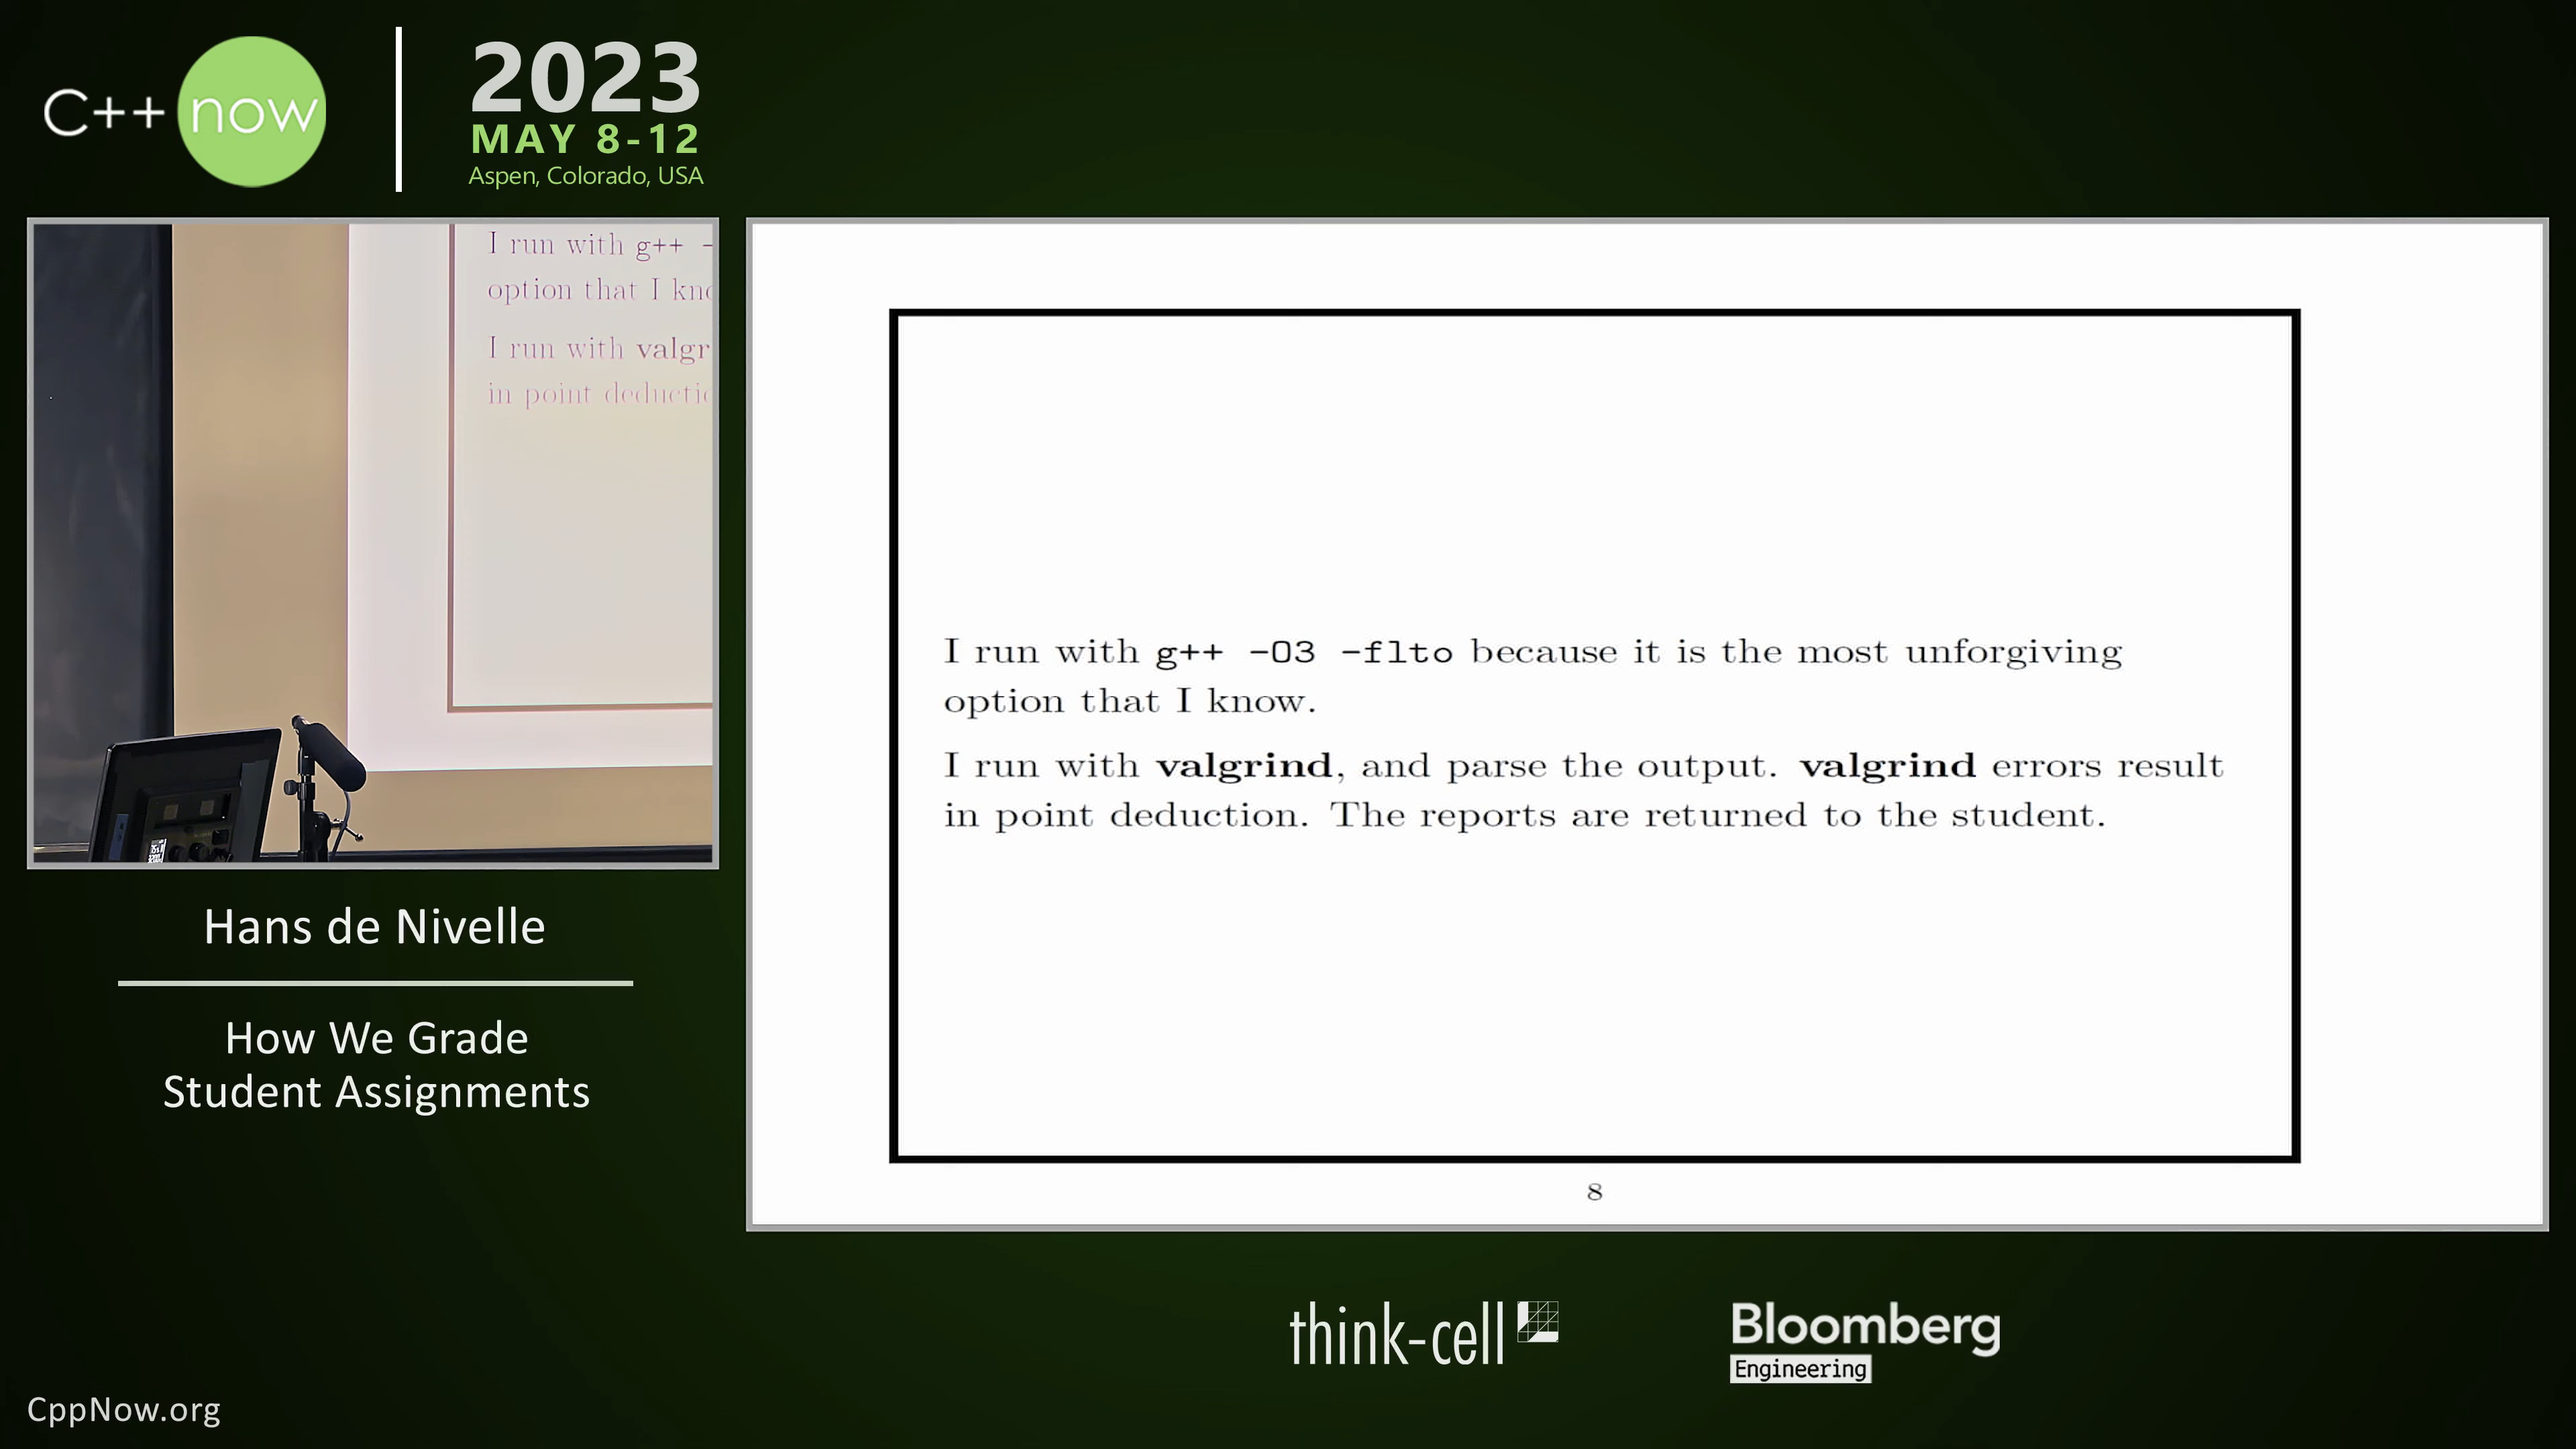 C++ now
2023
MAY 8-12
Aspen, Colorado, USA
I run with g++ -
option that I kno
I run with valgr
in point deductio
Hans de Nivelle
How We Grade
Student Assignments
I run with g++ -O3 -flto because it is the most unforgiving
option that I know.
I run with valgrind, and parse the output. valgrind errors result
in point deduction. The reports are returned to the student.
8
think-cell
Bloomberg
Engineering
CppNow.org